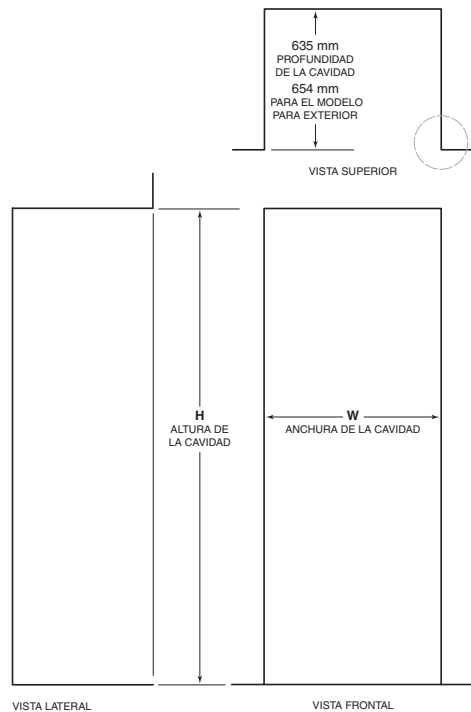 635 mm
PROFUNDIDAD
DE LA CAVIDAD
654 mm
PARA EL MODELO
PARA EXTERIOR
VISTA SUPERIOR
H
ALTURA DE
LA CAVIDAD
W
ANCHURA DE LA CAVIDAD
VISTA LATERAL
VISTA FRONTAL